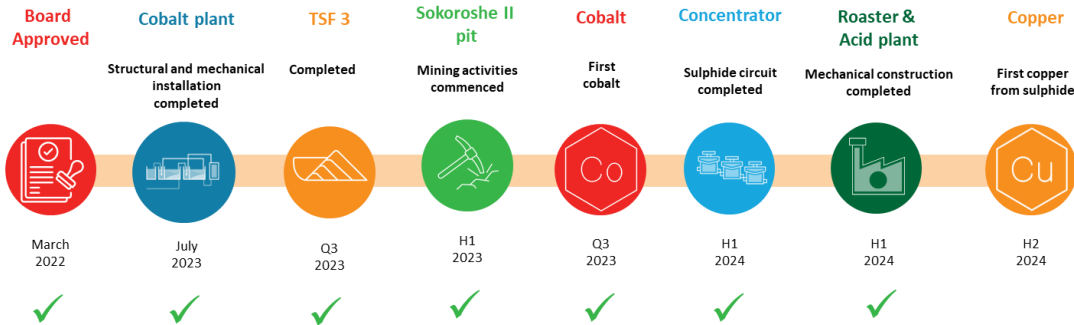 Board
Approved
March
2022
Cobalt plant
Structural and mechanical
installation
completed
July
2023
TSF 3
Completed
Q3
2023
Sokoroshe II
pit
Mining activities
commenced
H1
2023
Cobalt
First
cobalt
Co
Q3
2023
Concentrator
Sulphide circuit
completed
H1
2024
Roaster &
Acid plant
Mechanical construction
completed
H1
2024
Copper
First copper
from sulphide
Cu
H2
2024